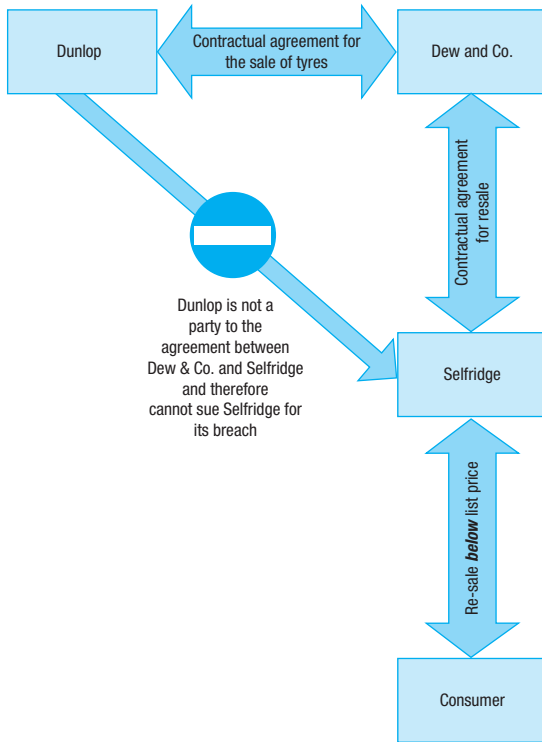 Dunlop
Contractual agreement for
the sale of tyres
Dew and Co.
Contractual agreement
for resale
Dunlop is not a
party to the
agreement between
Dew & Co. and Selfridge
and therefore
cannot sue Selfridge for
its breach
Selfridge
Re-sale below list price
Consumer